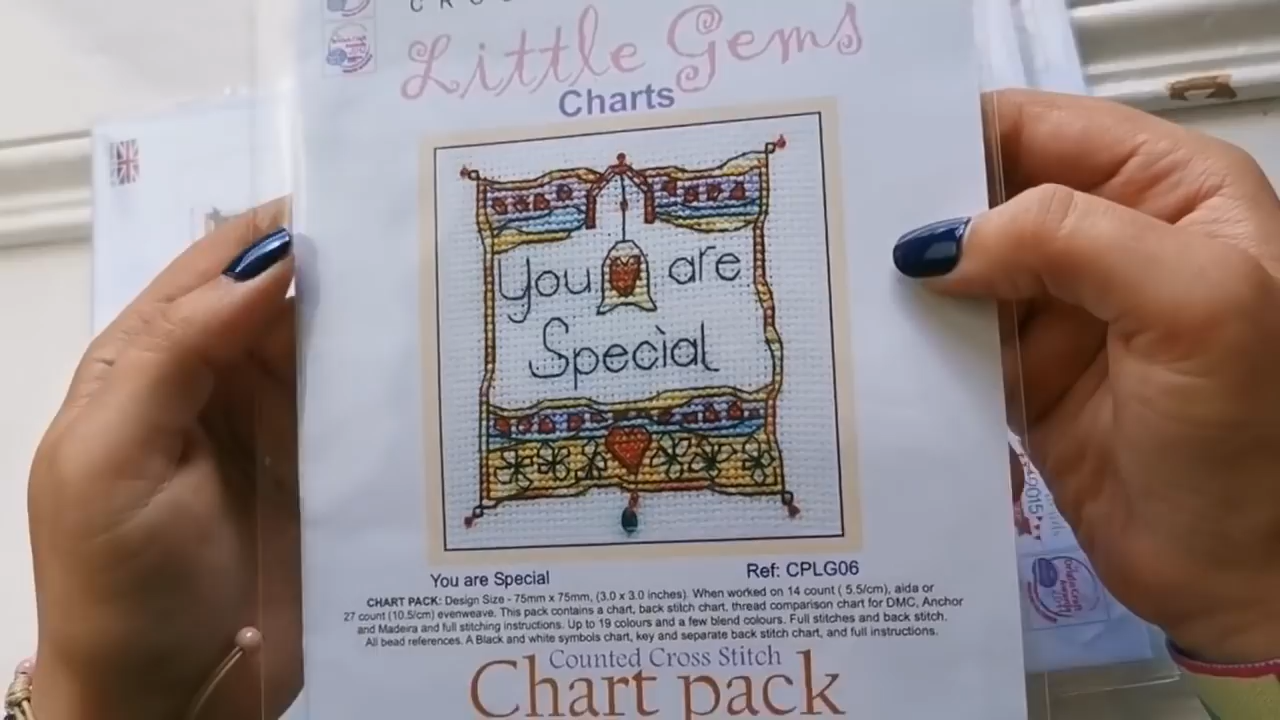 Little Gems
Charts
You are
Special
You are Special
Ref: CPLG06
CHART PACK: Design Size - 75mm x 75mm, (3.0 x 3.0 inches). When worked on 14 count ( 5.5/cm), aida or
27 count (10.5/cm) evenweave. This pack contains a chart, back stitch chart, thread comparison chart for DMC, Anchor
and Madeira and full stitching instructions. Up to 19 colours and a few blend colours. Full stitches and back stitch.
All bead references. A Black and white symbols chart, key and separate back stitch chart, and full instructions.
Counted Cross Stitch
Chart pack